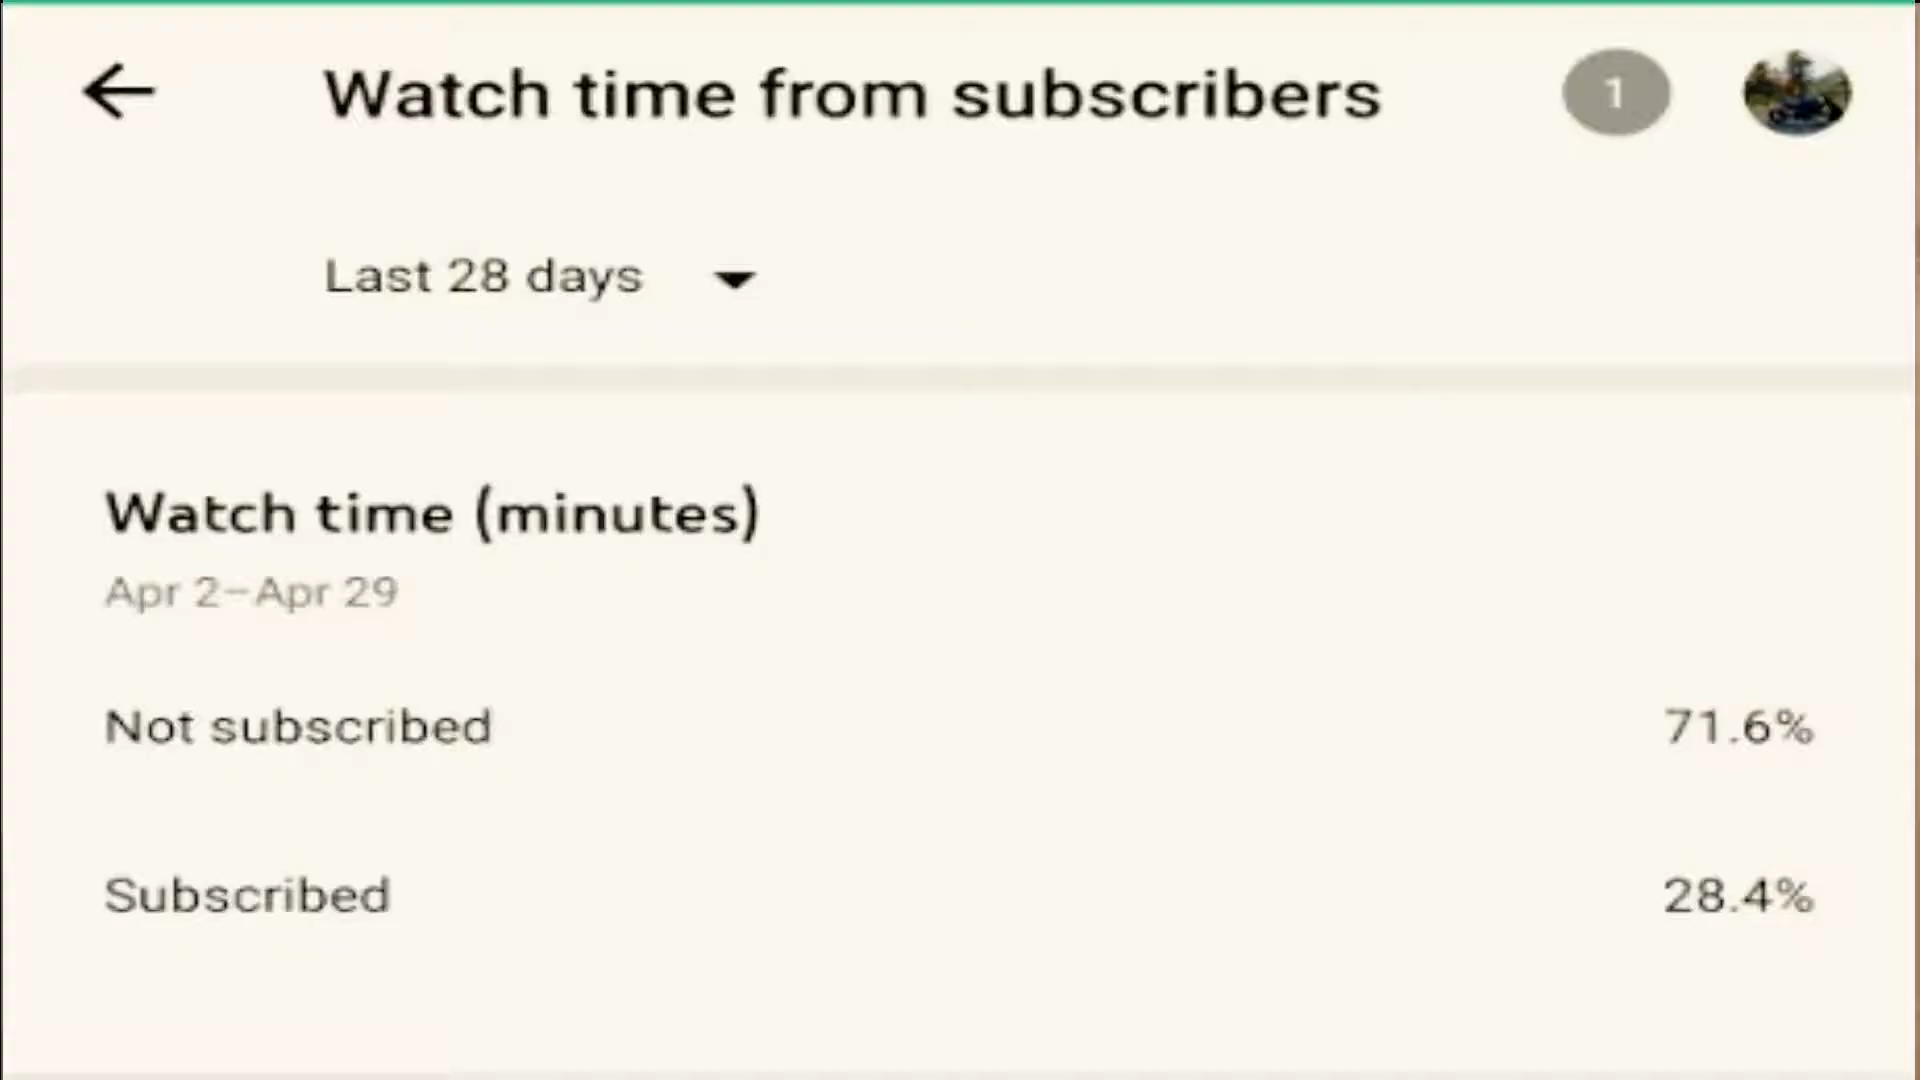 Watch time from subscribers
1
Last 28 days
Watch time (minutes)
Apr 2–Apr 29
Not subscribed 71.6%
Subscribed 28.4%